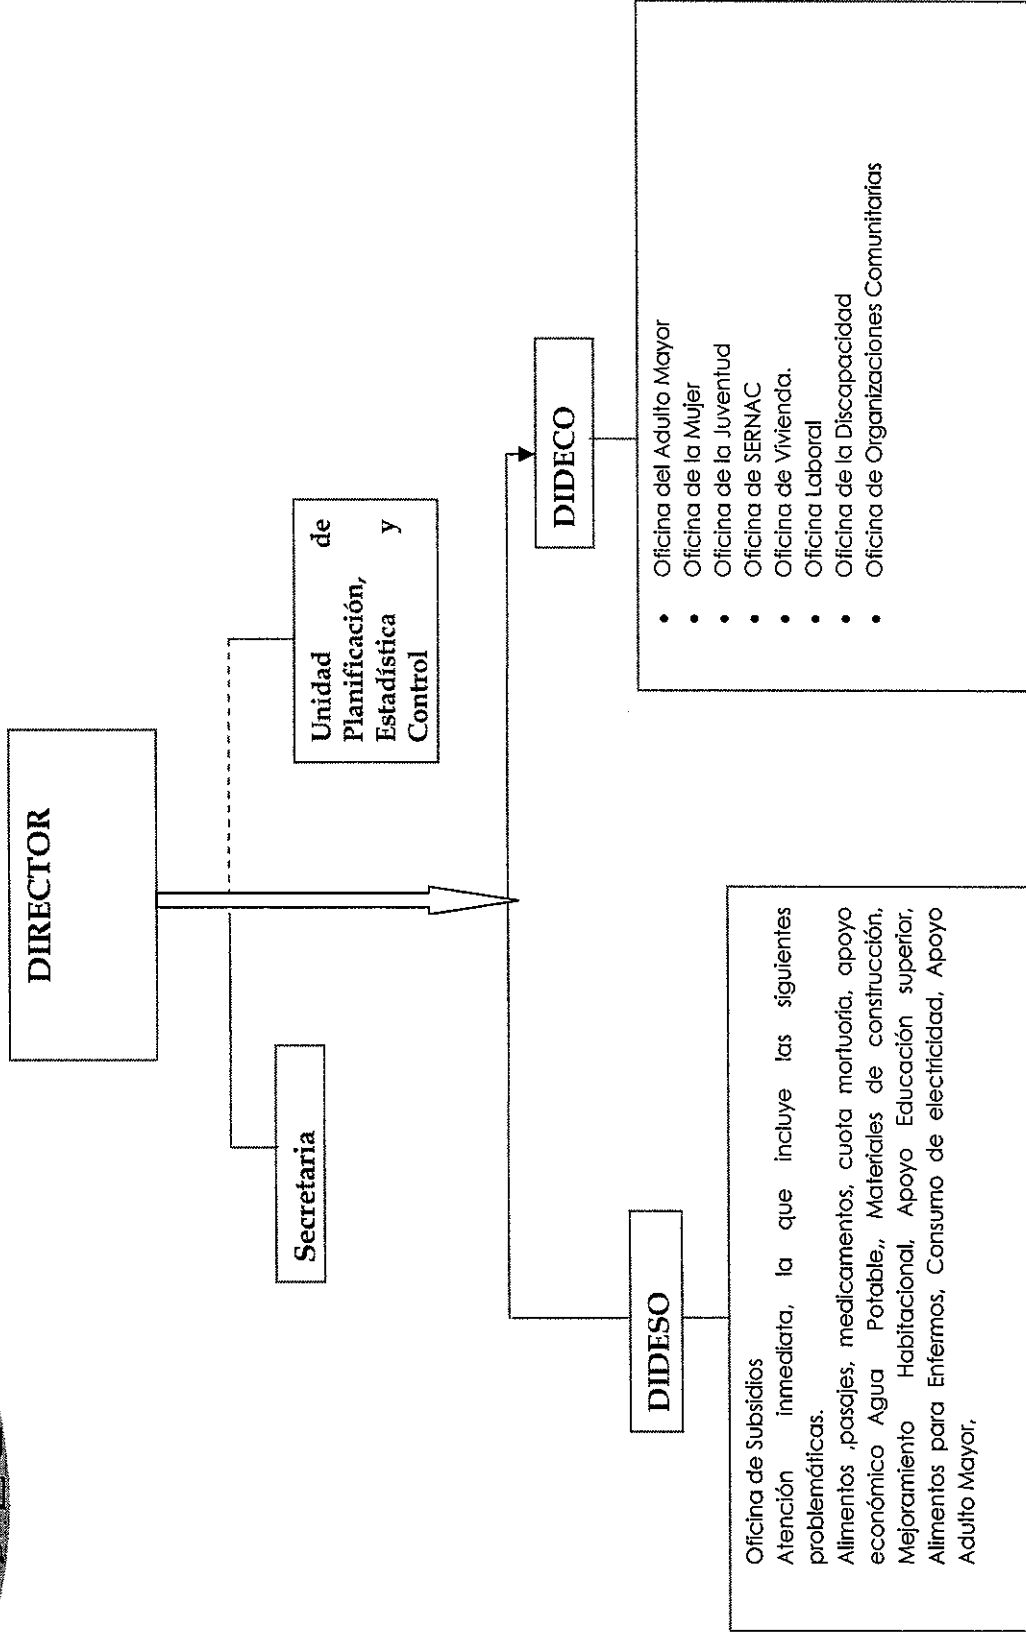 DIRECTOR
Secretaria
Unidad de
Planificación,
Estadística y
Control
DIDESO
DIDECO
Oficina de Subsidios
Atención inmediata, la que incluye las siguientes
problemáticas.
Alimentos ,pasajes, medicamentos, cuota mortuoria, apoyo
económico Agua Potable,, Materiales de construcción,
Mejoramiento Habitacional, Apoyo Educación superior,
Alimentos para Enfermos, Consumo de electricidad, Apoyo
Adulto Mayor,
• Oficina del Adulto Mayor
• Oficina de la Mujer
• Oficina de la Juventud
• Oficina de SERNAC
• Oficina de Vivienda.
• Oficina Laboral
• Oficina de la Discapacidad
• Oficina de Organizaciones Comunitarias